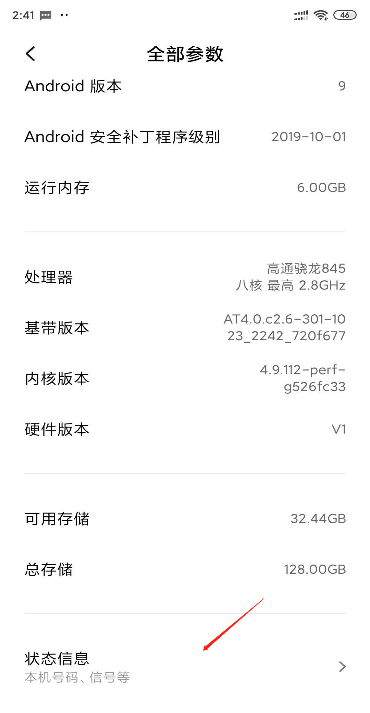 2:41
46
全部参数
Android 版本
9
Android 安全补丁程序级别
2019-10-01
运行内存
6.00GB
处理器
高通骁龙845
八核 最高 2.8GHz
基带版本
AT4.0.c2.6-301-10
23_2242_720f677
内核版本
4.9.112-perf-
g526fc33
硬件版本
V1
可用存储
32.44GB
总存储
128.00GB
状态信息
本机号码、信号等